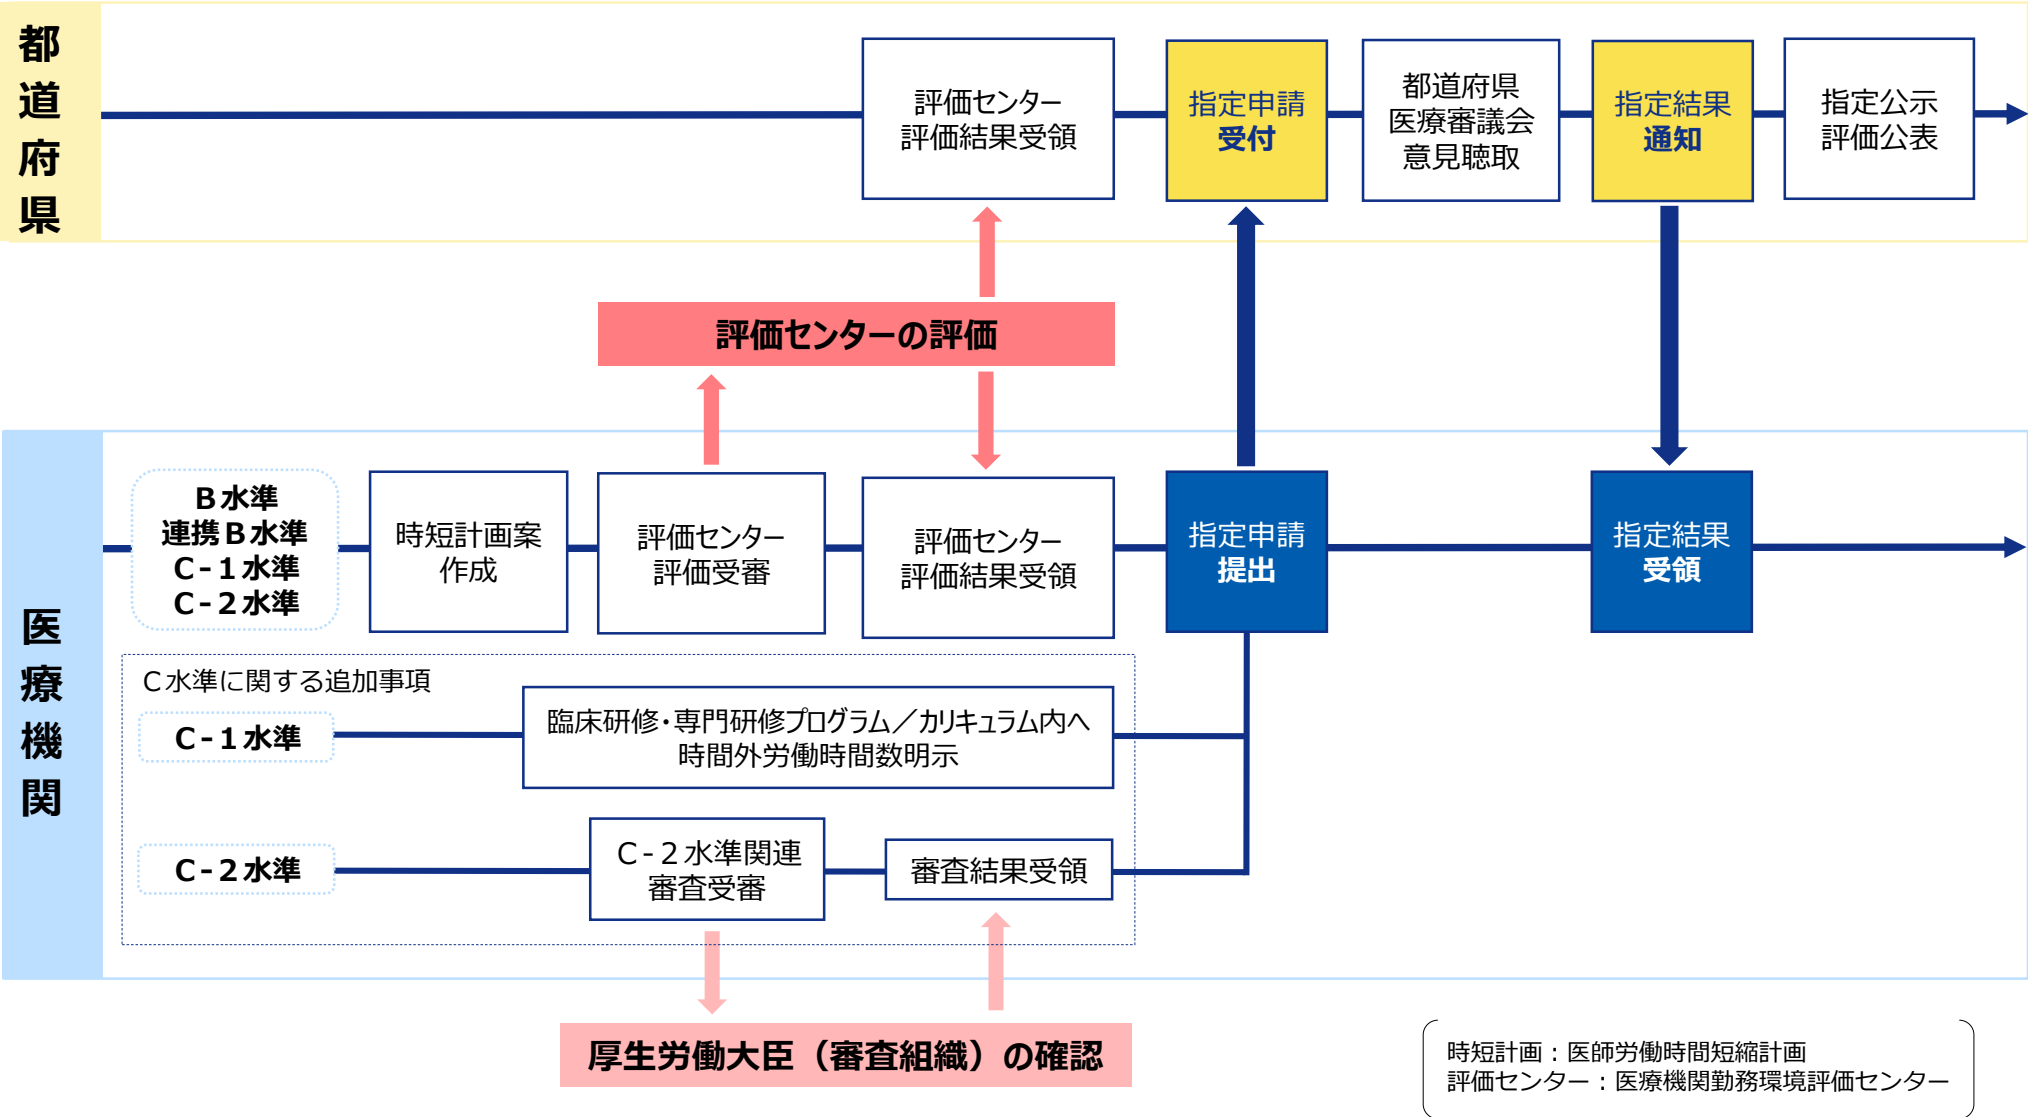 都道府県
評価センター
評価結果受領
指定申請
受付
都道府県
医療審議会
意見聴取
指定結果
通知
指定公示
評価公表
評価センターの評価
医療機関
B水準
連携B水準
C-1水準
C-2水準
時短計画案
作成
評価センター
評価受審
評価センター
評価結果受領
指定申請
提出
指定結果
受領
C水準に関する追加事項
C-1水準
臨床研修・専門研修プログラム／カリキュラム内へ
時間外労働時間数明示
C-2水準
C-2水準関連
審査受審
審査結果受領
厚生労働大臣（審査組織）の確認
時短計画：医師労働時間短縮計画
評価センター：医療機関勤務環境評価センター